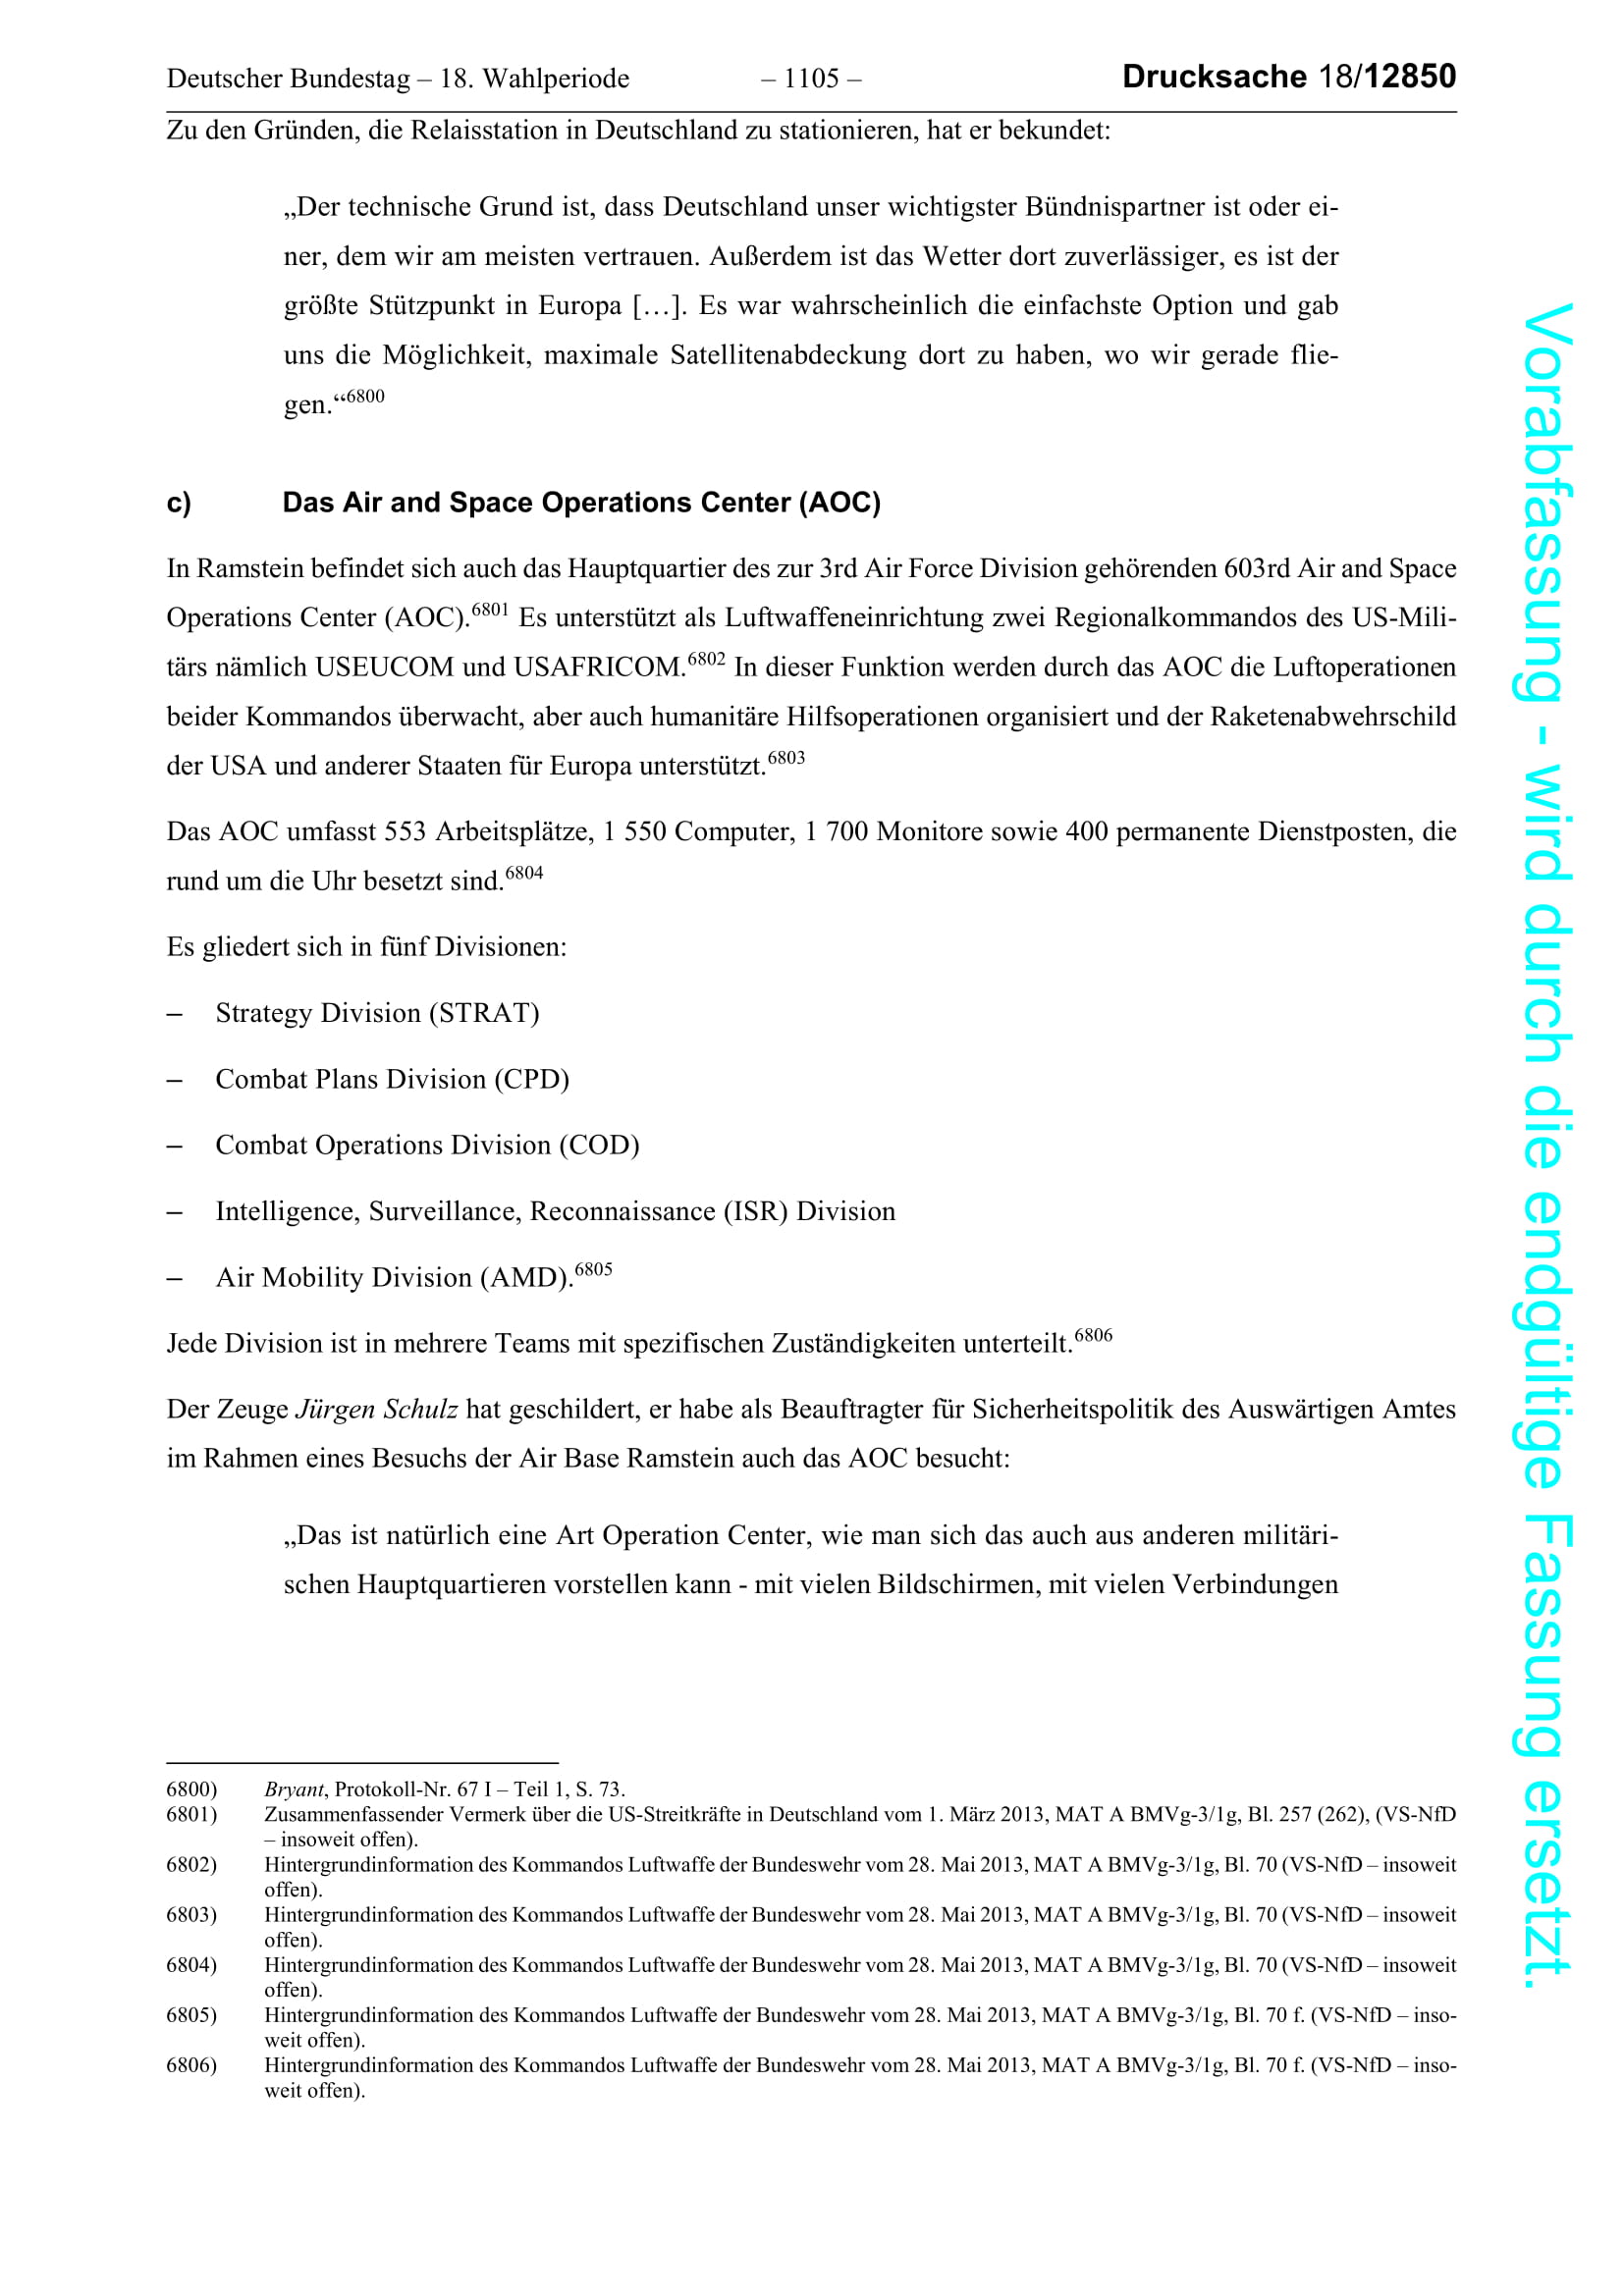 Deutscher Bundestag – 18. Wahlperiode – 1105 – Drucksache 18/12850
Zu den Gründen, die Relaisstation in Deutschland zu stationieren, hat er bekundet:
„Der technische Grund ist, dass Deutschland unser wichtigster Bündnispartner ist oder ei-
ner, dem wir am meisten vertrauen. Außerdem ist das Wetter dort zuverlässiger, es ist der
größte Stützpunkt in Europa […]. Es war wahrscheinlich die einfachste Option und gab
uns die Möglichkeit, maximale Satellitenabdeckung dort zu haben, wo wir gerade flie-
gen.“6800
c) Das Air and Space Operations Center (AOC)
In Ramstein befindet sich auch das Hauptquartier des zur 3rd Air Force Division gehörenden 603rd Air and Space
Operations Center (AOC).6801 Es unterstützt als Luftwaffeneinrichtung zwei Regionalkommandos des US-Mili-
tärs nämlich USEUCOM und USAFRICOM.6802 In dieser Funktion werden durch das AOC die Luftoperationen
beider Kommandos überwacht, aber auch humanitäre Hilfsoperationen organisiert und der Raketenabwehrschild
der USA und anderer Staaten für Europa unterstützt.6803
Das AOC umfasst 553 Arbeitsplätze, 1 550 Computer, 1 700 Monitore sowie 400 permanente Dienstposten, die
rund um die Uhr besetzt sind.6804
Es gliedert sich in fünf Divisionen:
– Strategy Division (STRAT)
– Combat Plans Division (CPD)
– Combat Operations Division (COD)
– Intelligence, Surveillance, Reconnaissance (ISR) Division
– Air Mobility Division (AMD).6805
Jede Division ist in mehrere Teams mit spezifischen Zuständigkeiten unterteilt.6806
Der Zeuge Jürgen Schulz hat geschildert, er habe als Beauftragter für Sicherheitspolitik des Auswärtigen Amtes
im Rahmen eines Besuchs der Air Base Ramstein auch das AOC besucht:
„Das ist natürlich eine Art Operation Center, wie man sich das auch aus anderen militäri-
schen Hauptquartieren vorstellen kann - mit vielen Bildschirmen, mit vielen Verbindungen
6800) Bryant, Protokoll-Nr. 67 I – Teil 1, S. 73.
6801) Zusammenfassender Vermerk über die US-Streitkräfte in Deutschland vom 1. März 2013, MAT A BMVg-3/1g, Bl. 257 (262), (VS-NfD
– insoweit offen).
6802) Hintergrundinformation des Kommandos Luftwaffe der Bundeswehr vom 28. Mai 2013, MAT A BMVg-3/1g, Bl. 70 (VS-NfD – insoweit
offen).
6803) Hintergrundinformation des Kommandos Luftwaffe der Bundeswehr vom 28. Mai 2013, MAT A BMVg-3/1g, Bl. 70 (VS-NfD – insoweit
offen).
6804) Hintergrundinformation des Kommandos Luftwaffe der Bundeswehr vom 28. Mai 2013, MAT A BMVg-3/1g, Bl. 70 (VS-NfD – insoweit
offen).
6805) Hintergrundinformation des Kommandos Luftwaffe der Bundeswehr vom 28. Mai 2013, MAT A BMVg-3/1g, Bl. 70 f. (VS-NfD – inso-
weit offen).
6806) Hintergrundinformation des Kommandos Luftwaffe der Bundeswehr vom 28. Mai 2013, MAT A BMVg-3/1g, Bl. 70 f. (VS-NfD – inso-
weit offen).
Vorabfassung - wird durch die endgültige Fassung ersetzt.